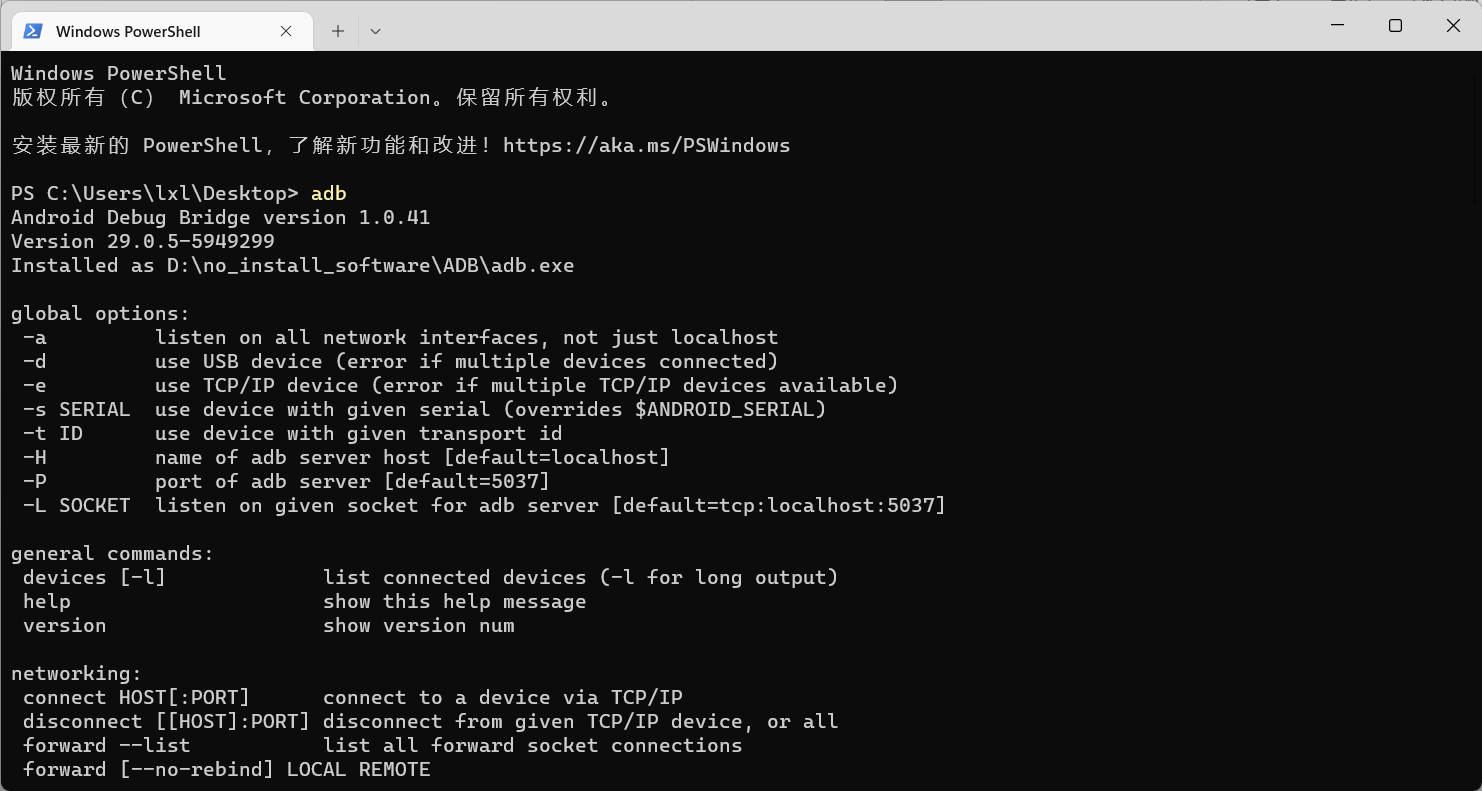 Windows PowerShell
Windows PowerShell
版权所有（C） Microsoft Corporation。保留所有权利。
安装最新的 PowerShell，了解新功能和改进！https://aka.ms/PSWindows
PS C:\Users\lxl\Desktop> adb
Android Debug Bridge version 1.0.41
Version 29.0.5-5949299
Installed as D:\no_install_software\ADB\adb.exe
global options:
 -a         listen on all network interfaces, not just localhost
 -d         use USB device (error if multiple devices connected)
 -e         use TCP/IP device (error if multiple TCP/IP devices available)
 -s SERIAL  use device with given serial (overrides $ANDROID_SERIAL)
 -t ID      use device with given transport id
 -H         name of adb server host [default=localhost]
 -P         port of adb server [default=5037]
 -L SOCKET  listen on given socket for adb server [default=tcp:localhost:5037]
general commands:
 devices [-l]             list connected devices (-l for long output)
 help                     show this help message
 version                  show version num
networking:
 connect HOST[:PORT]      connect to a device via TCP/IP
 disconnect [[HOST]:PORT] disconnect from given TCP/IP device, or all
 forward --list           list all forward socket connections
 forward [--no-rebind] LOCAL REMOTE